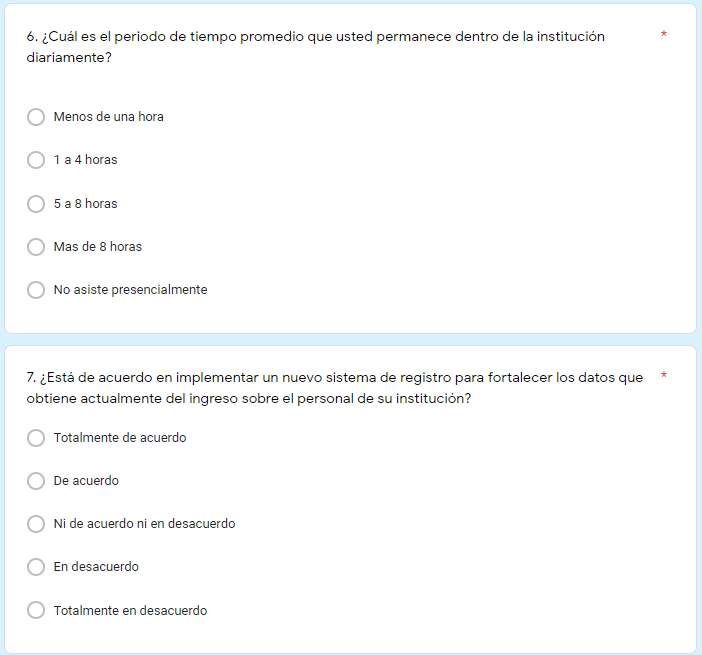 6. ¿Cuál es el periodo de tiempo promedio que usted permanece dentro de la institución *
diariamente?
Menos de una hora
1 a 4 horas
5 a 8 horas
Mas de 8 horas
No asiste presencialmente
7. ¿Está de acuerdo en implementar un nuevo sistema de registro para fortalecer los datos que *
obtiene actualmente del ingreso sobre el personal de su institución?
Totalmente de acuerdo
De acuerdo
Ni de acuerdo ni en desacuerdo
En desacuerdo
Totalmente en desacuerdo